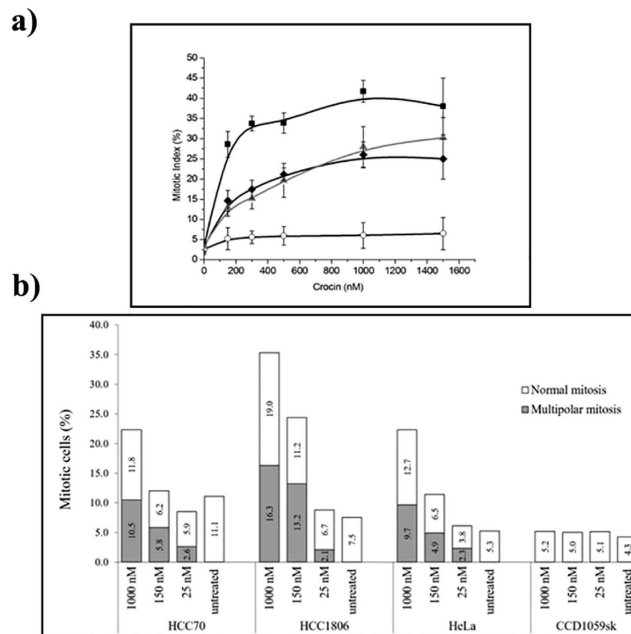 a)
Mitotic Index (%)
50
45
40
35
30
25
20
15
10
5
0
0 200 400 600 800 1000 1200 1400 1600
Crocin (nM)
b)
Mitotic cells (%)
40.0
35.0
30.0
25.0
20.0
15.0
10.0
5.0
0.0
Normal mitosis
Multipolar mitosis
11.8 6.2 5.9 11.1 19.0 11.2 6.7 7.5 12.7 6.5 3.8 5.3 5.2 5.0 5.1 4.3
10.5 5.8 2.6 16.3 13.2 2.1 9.7 4.9 2.3
1000 nM 150 nM 25 nM untreated 1000 nM 150 nM 25 nM untreated 1000 nM 150 nM 25 nM untreated 1000 nM 150 nM 25 nM untreated
HCC70 HCC1806 HeLa CCD1059sk